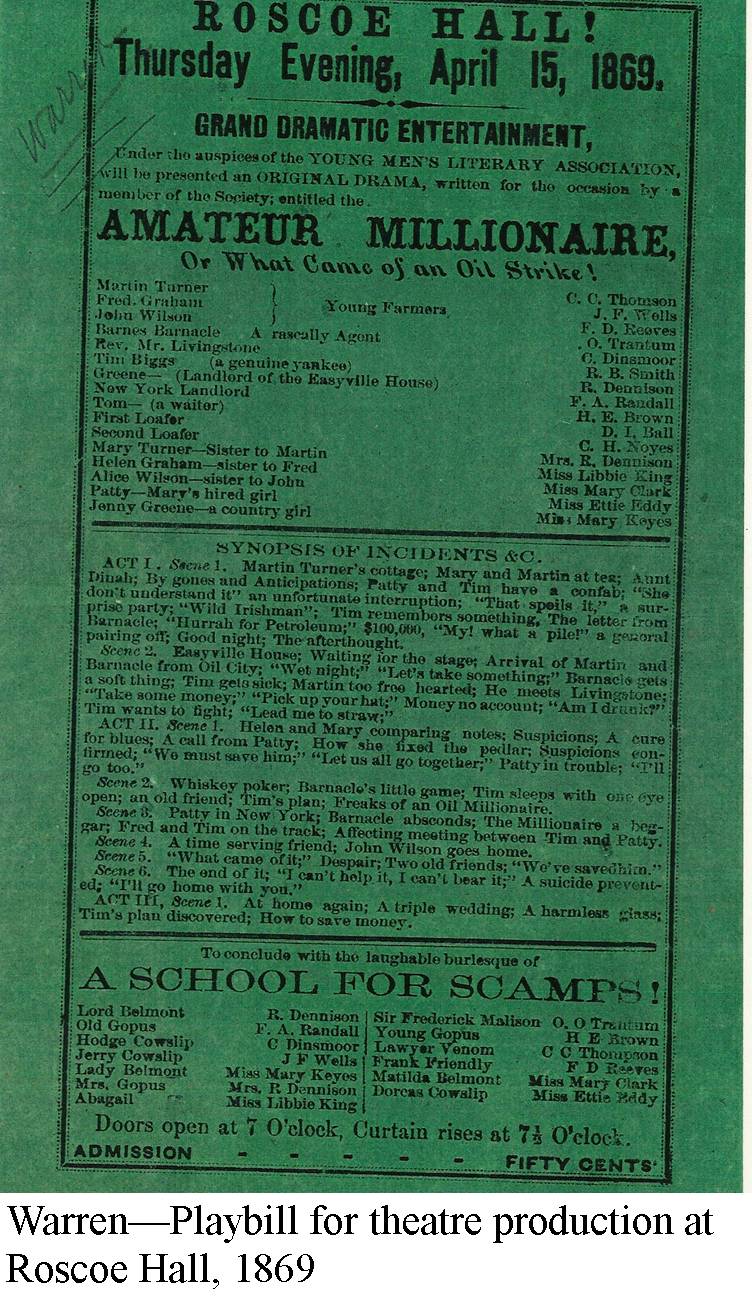 ROSCOE HALL!
Thursday Evening, April 15, 1869.
Warren
GRAND DRAMATIC ENTERTAINMENT,
Under the auspices of the YOUNG MEN'S LITERARY ASSOCIATION,
will be presented an ORIGINAL DRAMA, written for the occasion by a
member of the Society; entitled the
AMATEUR MILLIONAIRE,
Or What Came of an Oil Strike!
Martin Turner C. C. Thomson
Fred. Graham } Young Farmers J. F. Wells
John Wilson F. D. Reeves
Barnes Barnacle A rascally Agent O. Trantum
Rev. Mr. Livingstone C. Dinsmoor
Tim Biggs (a genuine yankee) R. B. Smith
Greene— (Landlord of the Easyville House) R. Dennison
New York Landlord F. A. Randall
Tom— (a waiter) H. E. Brown
First Loafer D. I. Ball
Second Loafer C. H. Noyes
Mary Turner—Sister to Martin Mrs. R. Dennison
Helen Graham—sister to Fred Miss Libbie King
Alice Wilson—sister to John Miss Mary Clark
Patty—Mary's hired girl Miss Ettie Eddy
Jenny Greene—a country girl Miss Mary Keyes
SYNOPSIS OF INCIDENTS &C.
ACT I. Scene 1. Martin Turner's cottage; Mary and Martin at tea; Aunt
Dinah; By gones and Anticipations; Patty and Tim have a confab; "She
don't understand it" an unfortunate interruption; "That spoils it," a sur-
prise party; "Wild Irishman"; Tim remembers something, The letter from
Barnacle; "Hurrah for Petroleum;" $100,000, "My! what a pile!" a general
pairing off; Good night; The afterthought.
Scene 2. Easyville House; Waiting for the stage; Arrival of Martin and
Barnacle from Oil City; "Wet night;" "Let's take something;" Barnacle gets
a soft thing; Tim gets sick; Martin too free hearted; He meets Livingstone;
"Take some money;" "Pick up your hat;" Money no account; "Am I drunk?"
Tim wants to fight; "Lead me to straw;"
ACT II. Scene 1. Helen and Mary comparing notes; Suspicions; A cure
for blues; A call from Patty; How she fixed the pedlar; Suspicions con-
firmed; "We must save him;" "Let us all go together;" Patty in trouble; "I'll
go too."
Scene 2. Whiskey poker; Barnacle's little game; Tim sleeps with one eye
open; an old friend; Tim's plan; Freaks of an Oil Millionaire.
Scene 3. Patty in New York; Barnacle absconds; The Millionaire a beg-
gar; Fred and Tim on the track; Affecting meeting between Tim and Patty.
Scene 4. A time serving friend; John Wilson goes home.
Scene 5. "What came of it;" Despair; Two old friends; "We've saved him."
Scene 6. The end of it; "I can't help it, I can't bear it;" A suicide prevent-
ed; "I'll go home with you."
ACT III, Scene 1. At home again; A triple wedding; A harmless glass;
Tim's plan discovered; How to save money.
To conclude with the laughable burlesque of
A SCHOOL FOR SCAMPS!
Lord Belmont R. Dennison | Sir Frederick Malison O. O Trantum
Old Gopus F. A. Randall | Young Gopus H E Brown
Hodge Cowslip C Dinsmoor | Lawyer Venom C C Thompson
Jerry Cowslip J F Wells | Frank Friendly F D Reeves
Lady Belmont Miss Mary Keyes | Matilda Belmont Miss Mary Clark
Mrs. Gopus Mrs. R Dennison | Dorcas Cowslip Miss Ettie Eddy
Abagail Miss Libbie King
Doors open at 7 O'clock, Curtain rises at 7½ O'clock.
ADMISSION - - - - - FIFTY CENTS
Warren—Playbill for theatre production at
Roscoe Hall, 1869